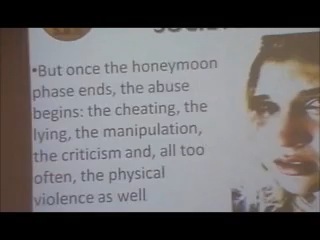 •But once the honeymoon
phase ends, the abuse
begins: the cheating, the
lying, the manipulation,
the criticism and, all too
often, the physical
violence as well